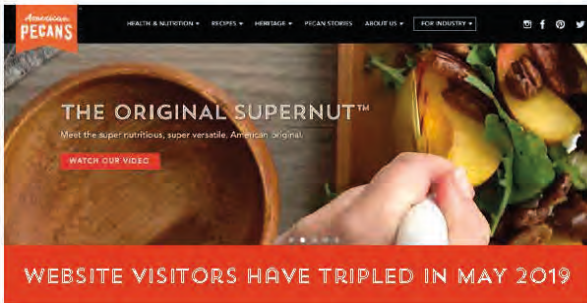 American
PECANS
HEALTH & NUTRITION RECIPES HERITAGE PECAN STORIES ABOUT US FOR INDUSTRY
THE ORIGINAL SUPERNUT™
Meet the super nutritious, super versatile, American original.
WATCH OUR VIDEO
WEBSITE VISITORS HAVE TRIPLED IN MAY 2019